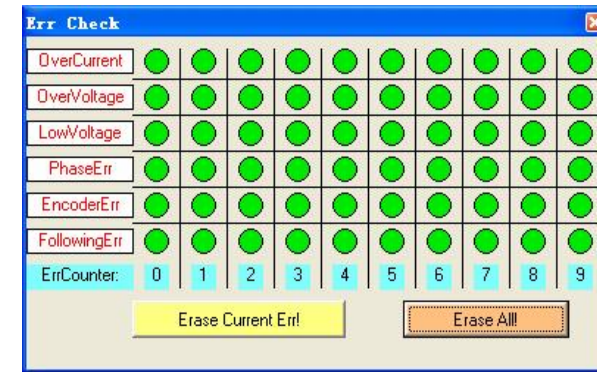 Err Check
OverCurrent
OverVoltage
LowVoltage
PhaseErr
EncoderErr
FollowingErr
ErrCounter: 0 1 2 3 4 5 6 7 8 9
Erase Current Err! Erase All!